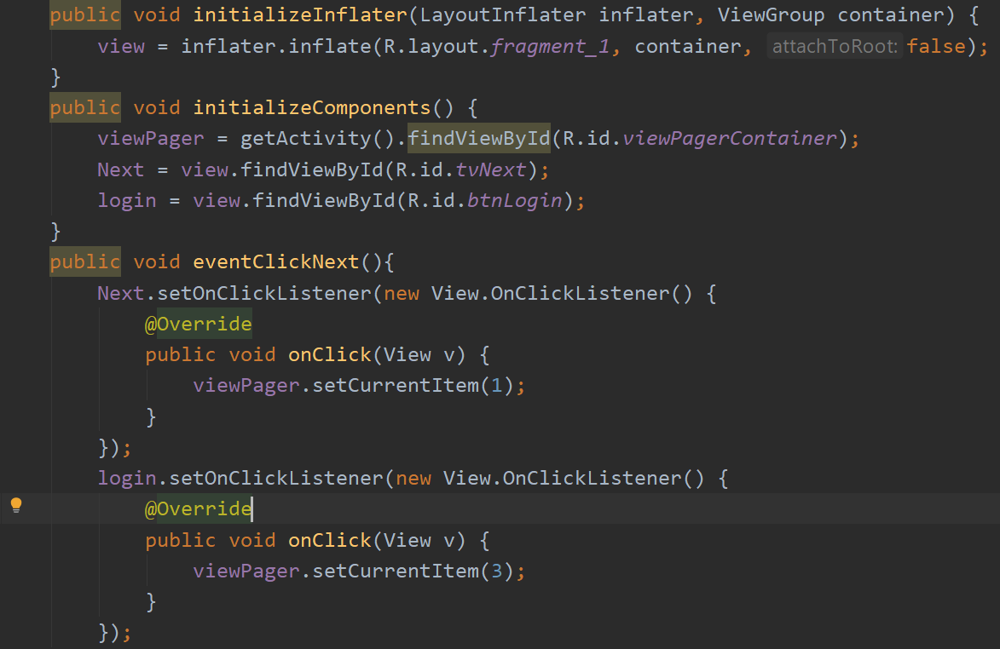 public void initializeInflater(LayoutInflater inflater, ViewGroup container) {
    view = inflater.inflate(R.layout.fragment_1, container, attachToRoot: false);
}
public void initializeComponents() {
    viewPager = getActivity().findViewById(R.id.viewPagerContainer);
    Next = view.findViewById(R.id.tvNext);
    login = view.findViewById(R.id.btnLogin);
}
public void eventClickNext(){
    Next.setOnClickListener(new View.OnClickListener() {
        @Override
        public void onClick(View v) {
            viewPager.setCurrentItem(1);
        }
    });
    login.setOnClickListener(new View.OnClickListener() {
        @Override
        public void onClick(View v) {
            viewPager.setCurrentItem(3);
        }
    });